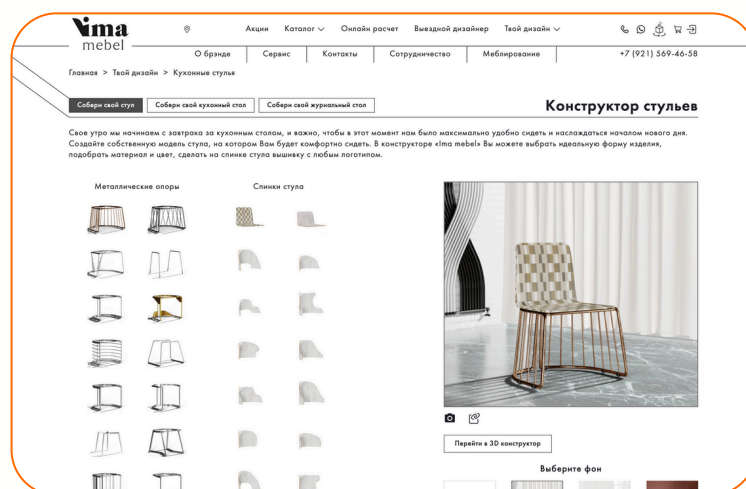 Vima
mebel
Акции Каталог Онлайн расчет Выездной дизайнер Твой дизайн
О брэнде Сервис Контакты Сотрудничество Меблирование +7 (921) 569-46-58
Главная > Твой дизайн > Кухонные стулья
Собери свой стул Собери свой кухонный стол Собери свой журнальный стол
Конструктор стульев
Свое утро мы начинаем с завтрака за кухонным столом, и важно, чтобы в этот момент нам было максимально удобно сидеть и наслаждаться началом нового дня.
Создайте собственную модель стула, на котором Вам будет комфортно сидеть. В конструкторе «Ima mebel» Вы можете выбрать идеальную форму изделия,
подобрать материал и цвет, сделать на спинке стула вышивку с любым логотипом.
Металлические опоры Спинки стула
Перейти в 3D конструктор
Выберите фон